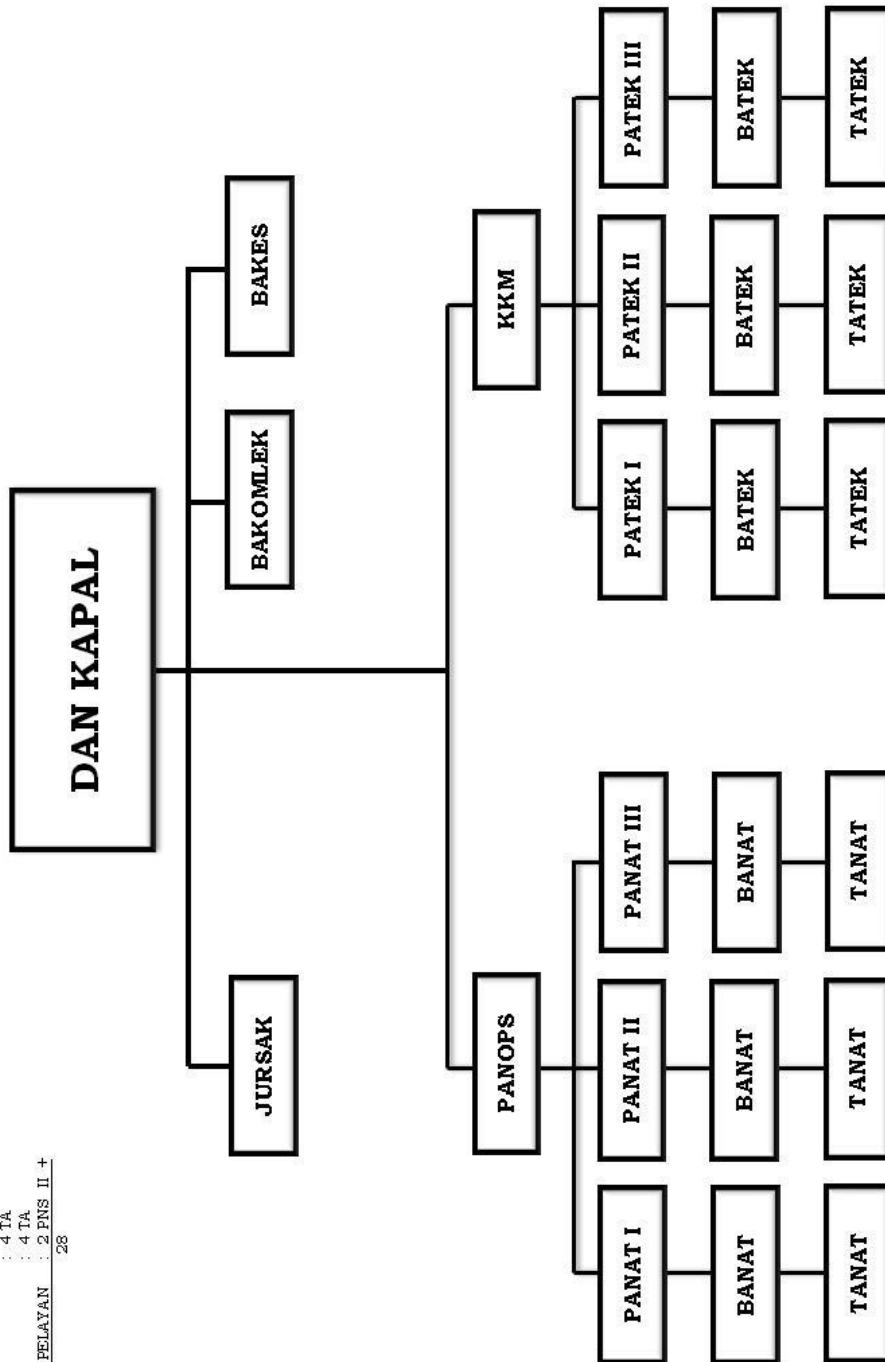 : 4 TA
: 4 TA
PELAYAN : 2 PNS II +
28
DAN KAPAL
JURSAK
BAKOMLEK
BAKES
PANOPS
KKM
PANAT I
PANAT II
PANAT III
PATEK I
PATEK II
PATEK III
BANAT
BANAT
BANAT
BATEK
BATEK
BATEK
TANAT
TANAT
TANAT
TATEK
TATEK
TATEK